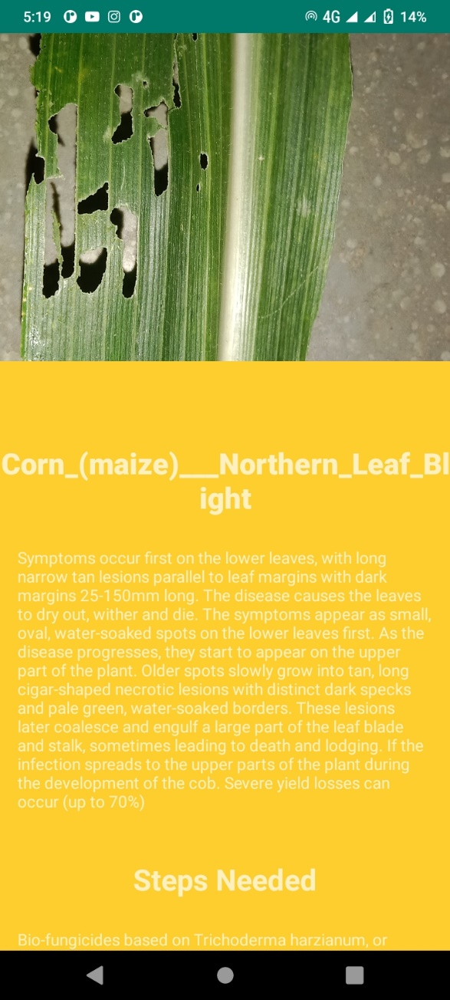 5:19 4G 14%
Corn_(maize)___Northern_Leaf_Bl
ight
Symptoms occur first on the lower leaves, with long
narrow tan lesions parallel to leaf margins with dark
margins 25-150mm long. The disease causes the leaves
to dry out, wither and die. The symptoms appear as small,
oval, water-soaked spots on the lower leaves first. As the
disease progresses, they start to appear on the upper
part of the plant. Older spots slowly grow into tan, long
cigar-shaped necrotic lesions with distinct dark specks
and pale green, water-soaked borders. These lesions
later coalesce and engulf a large part of the leaf blade
and stalk, sometimes leading to death and lodging. If the
infection spreads to the upper parts of the plant during
the development of the cob. Severe yield losses can
occur (up to 70%)
Steps Needed
Bio-fungicides based on Trichoderma harzianum, or